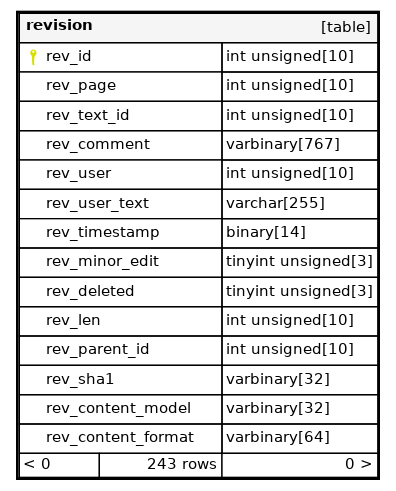 revision [table]
rev_id int unsigned[10]
rev_page int unsigned[10]
rev_text_id int unsigned[10]
rev_comment varbinary[767]
rev_user int unsigned[10]
rev_user_text varchar[255]
rev_timestamp binary[14]
rev_minor_edit tinyint unsigned[3]
rev_deleted tinyint unsigned[3]
rev_len int unsigned[10]
rev_parent_id int unsigned[10]
rev_sha1 varbinary[32]
rev_content_model varbinary[32]
rev_content_format varbinary[64]
< 0 243 rows 0 >